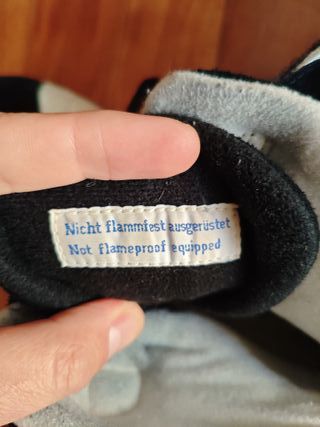 Nicht flammfest ausgerüstet
Not flameproof equipped